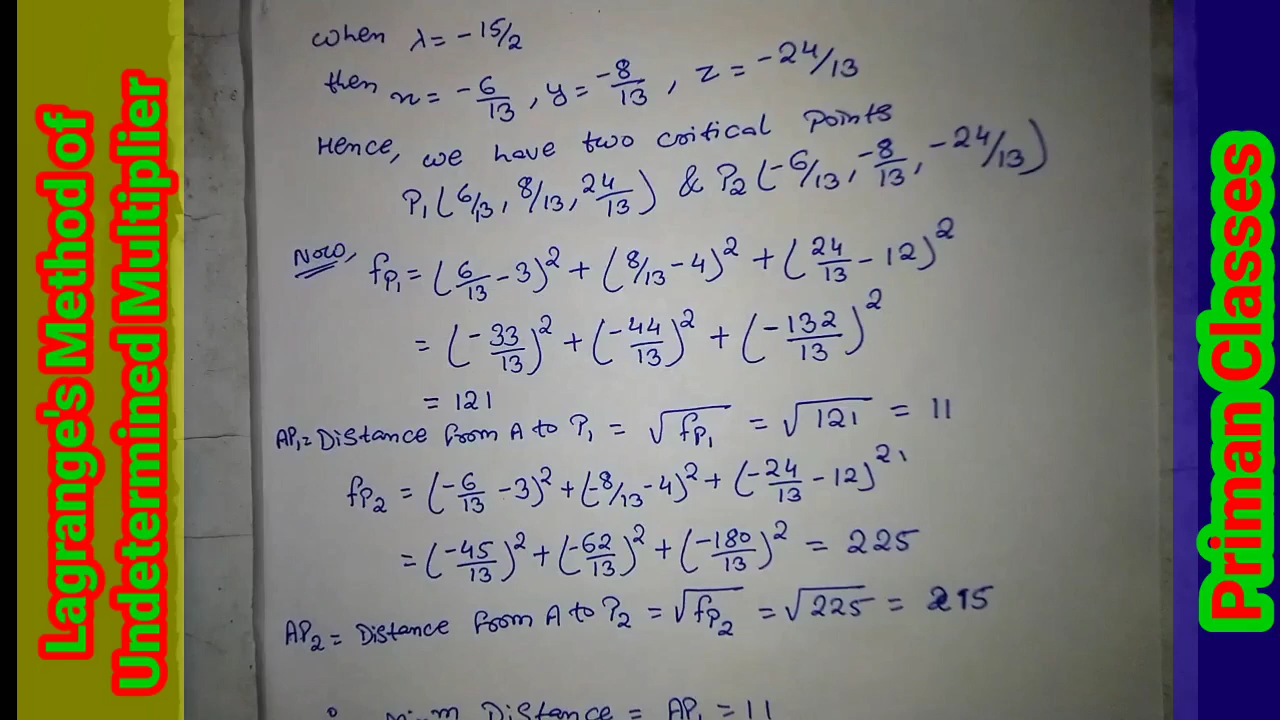 Lagrange's Method of
Undetermined Multiplier
when λ = -15/2
then x = -6/13, y = -8/13, z = -24/13
Hence, we have two critical points
P₁(6/13, 8/13, 24/13) & P₂(-6/13, -8/13, -24/13)
Now, fP₁ = (6/13 - 3)² + (8/13 - 4)² + (24/13 - 12)²
= (-33/13)² + (-44/13)² + (-132/13)²
= 121
AP₁ = Distance from A to P₁ = √fP₁ = √121 = 11
fP₂ = (-6/13 - 3)² + (-8/13 - 4)² + (-24/13 - 12)²
= (-45/13)² + (-62/13)² + (-180/13)² = 225
AP₂ = Distance from A to P₂ = √fP₂ = √225 = 15
Distance = AP₁ = 11
Priman Classes